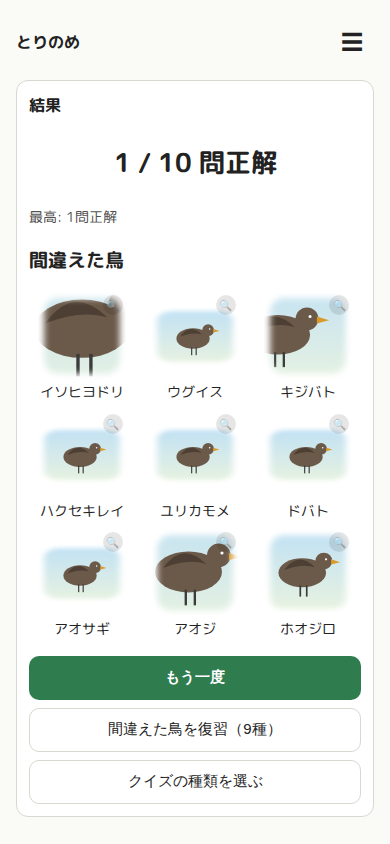 とりのめ
結果
1 / 10 問正解
最高: 1問正解
間違えた鳥
イソヒヨドリ
ウグイス
キジバト
ハクセキレイ
ユリカモメ
ドバト
アオサギ
アオジ
ホオジロ
もう一度
間違えた鳥を復習（9種）
クイズの種類を選ぶ